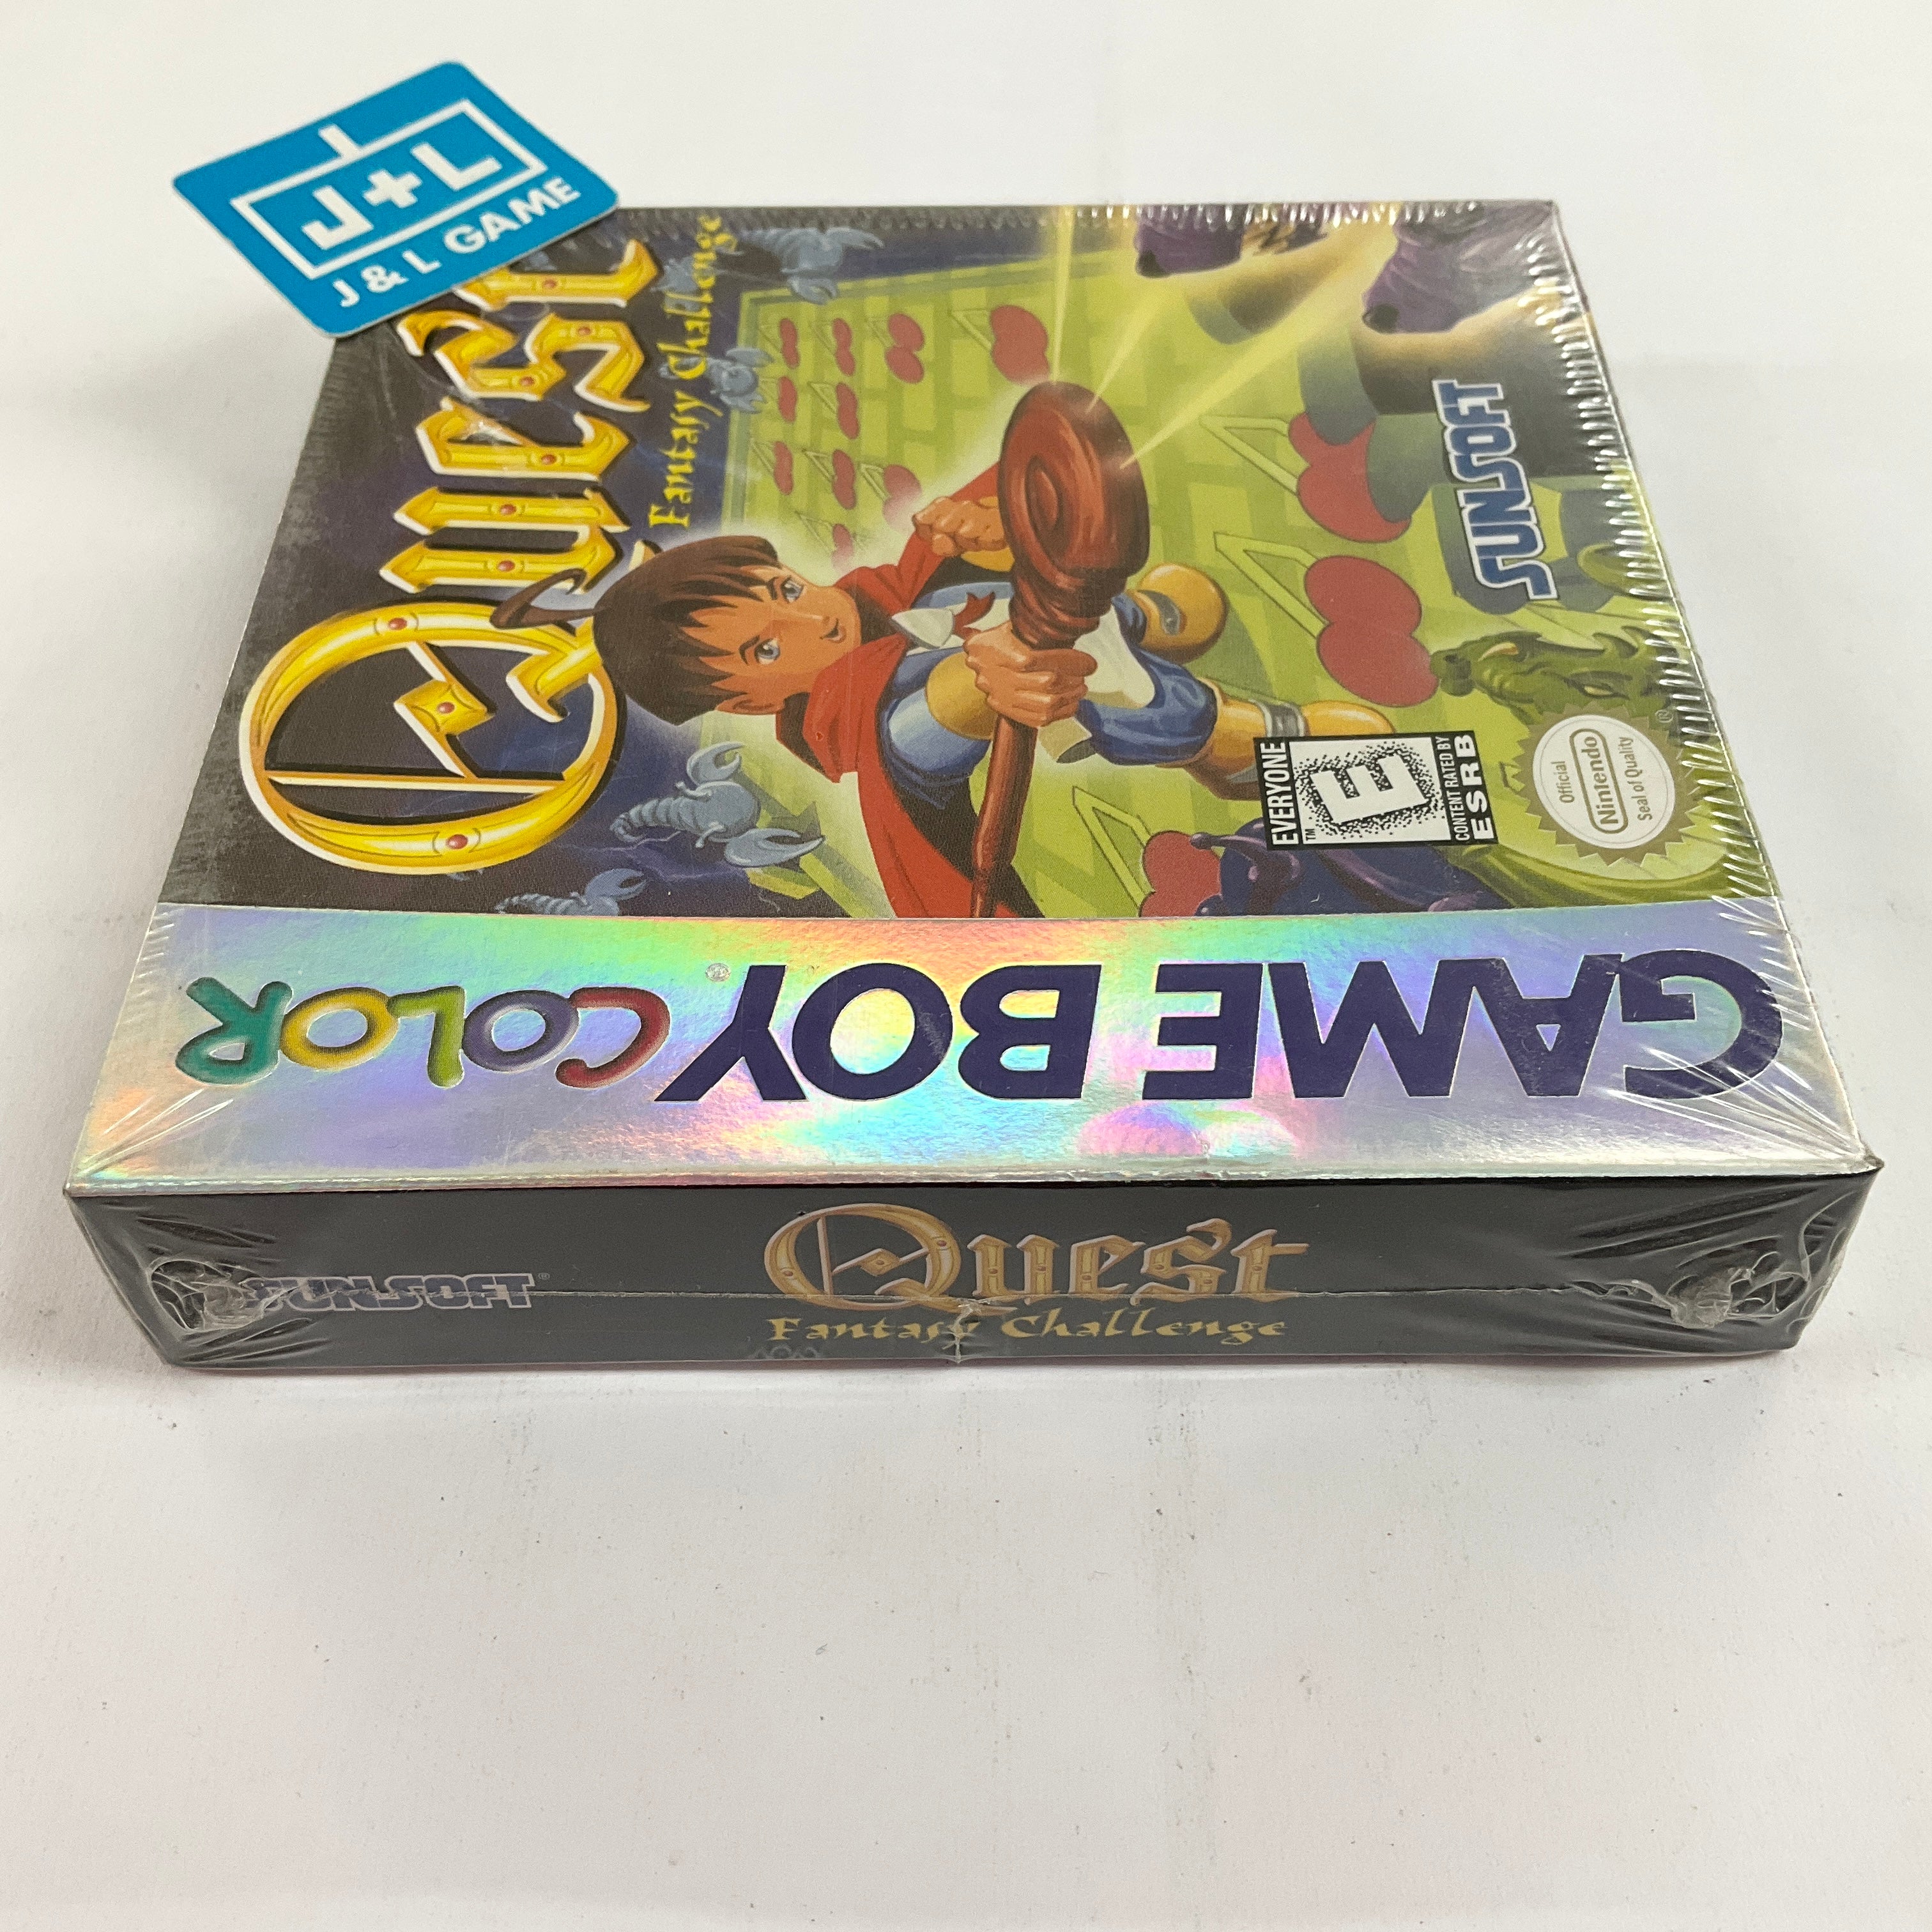 J+L
J & L GAME
Quest
Fantasy Challenge
SUNSOFT
EVERYONE
E
TM
CONTENT RATED BY
ESRB
Official
Nintendo
Seal of Quality
®
GAME BOY COLOR
®
SUNSOFT®
Quest
Fantasy Challenge